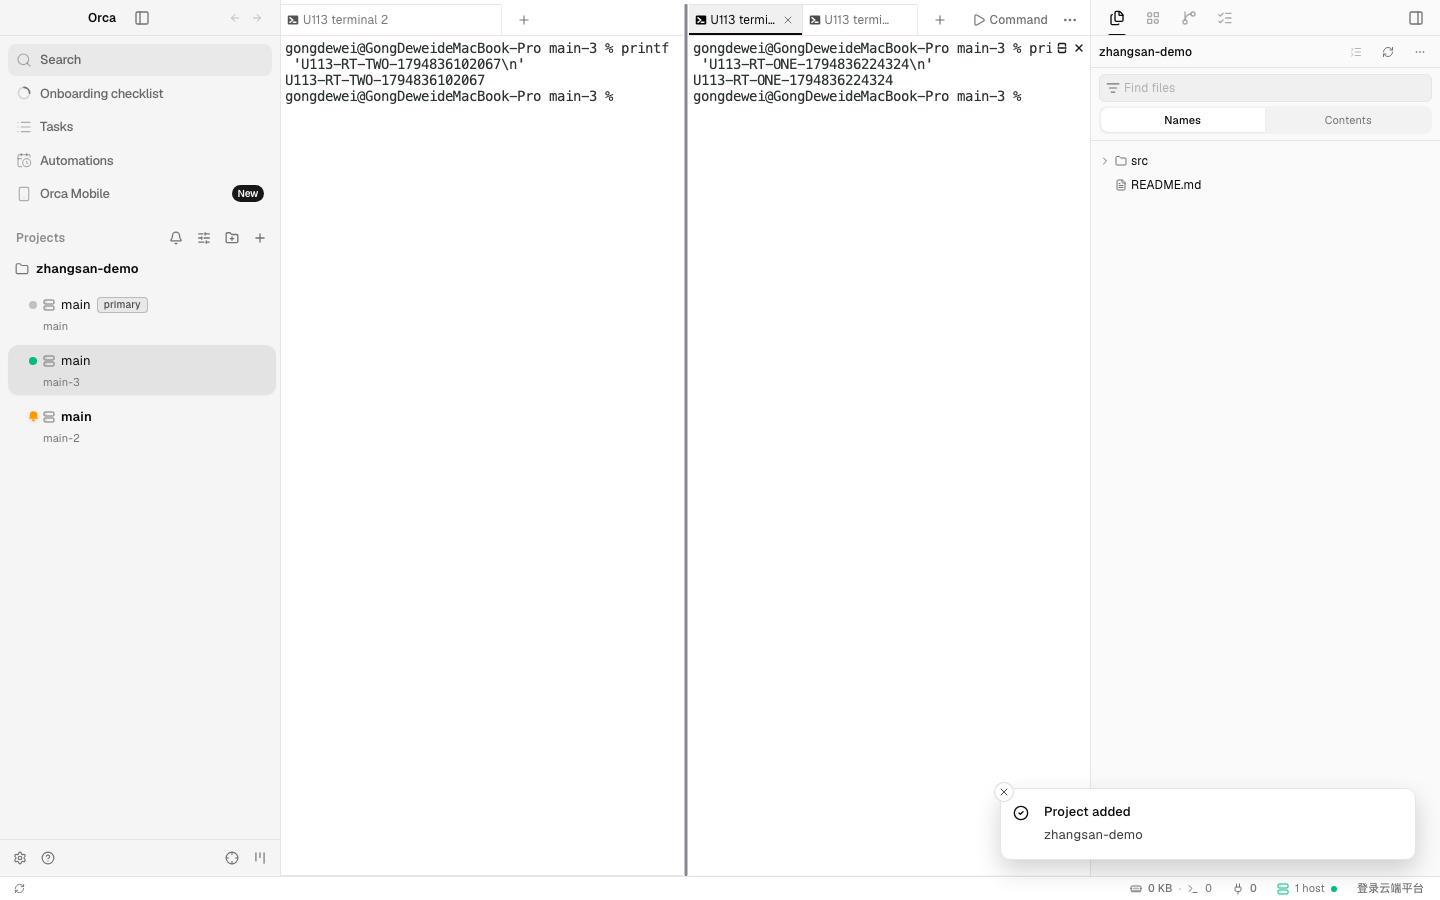 Orca
Search
Onboarding checklist
Tasks
Automations
Orca Mobile New
Projects
zhangsan-demo
main primary
main
main
main-3
main
main-2
U113 terminal 2
gongdewei@GongDeweideMacBook-Pro main-3 % printf
'U113-RT-TWO-1794836102067\n'
U113-RT-TWO-1794836102067
gongdewei@GongDeweideMacBook-Pro main-3 %
U113 termi...
U113 termi...
Command
gongdewei@GongDeweideMacBook-Pro main-3 % pri
'U113-RT-ONE-1794836224324\n'
U113-RT-ONE-1794836224324
gongdewei@GongDeweideMacBook-Pro main-3 %
zhangsan-demo
Find files
Names Contents
src
README.md
Project added
zhangsan-demo
0 KB · 0 0 1 host 登录云端平台